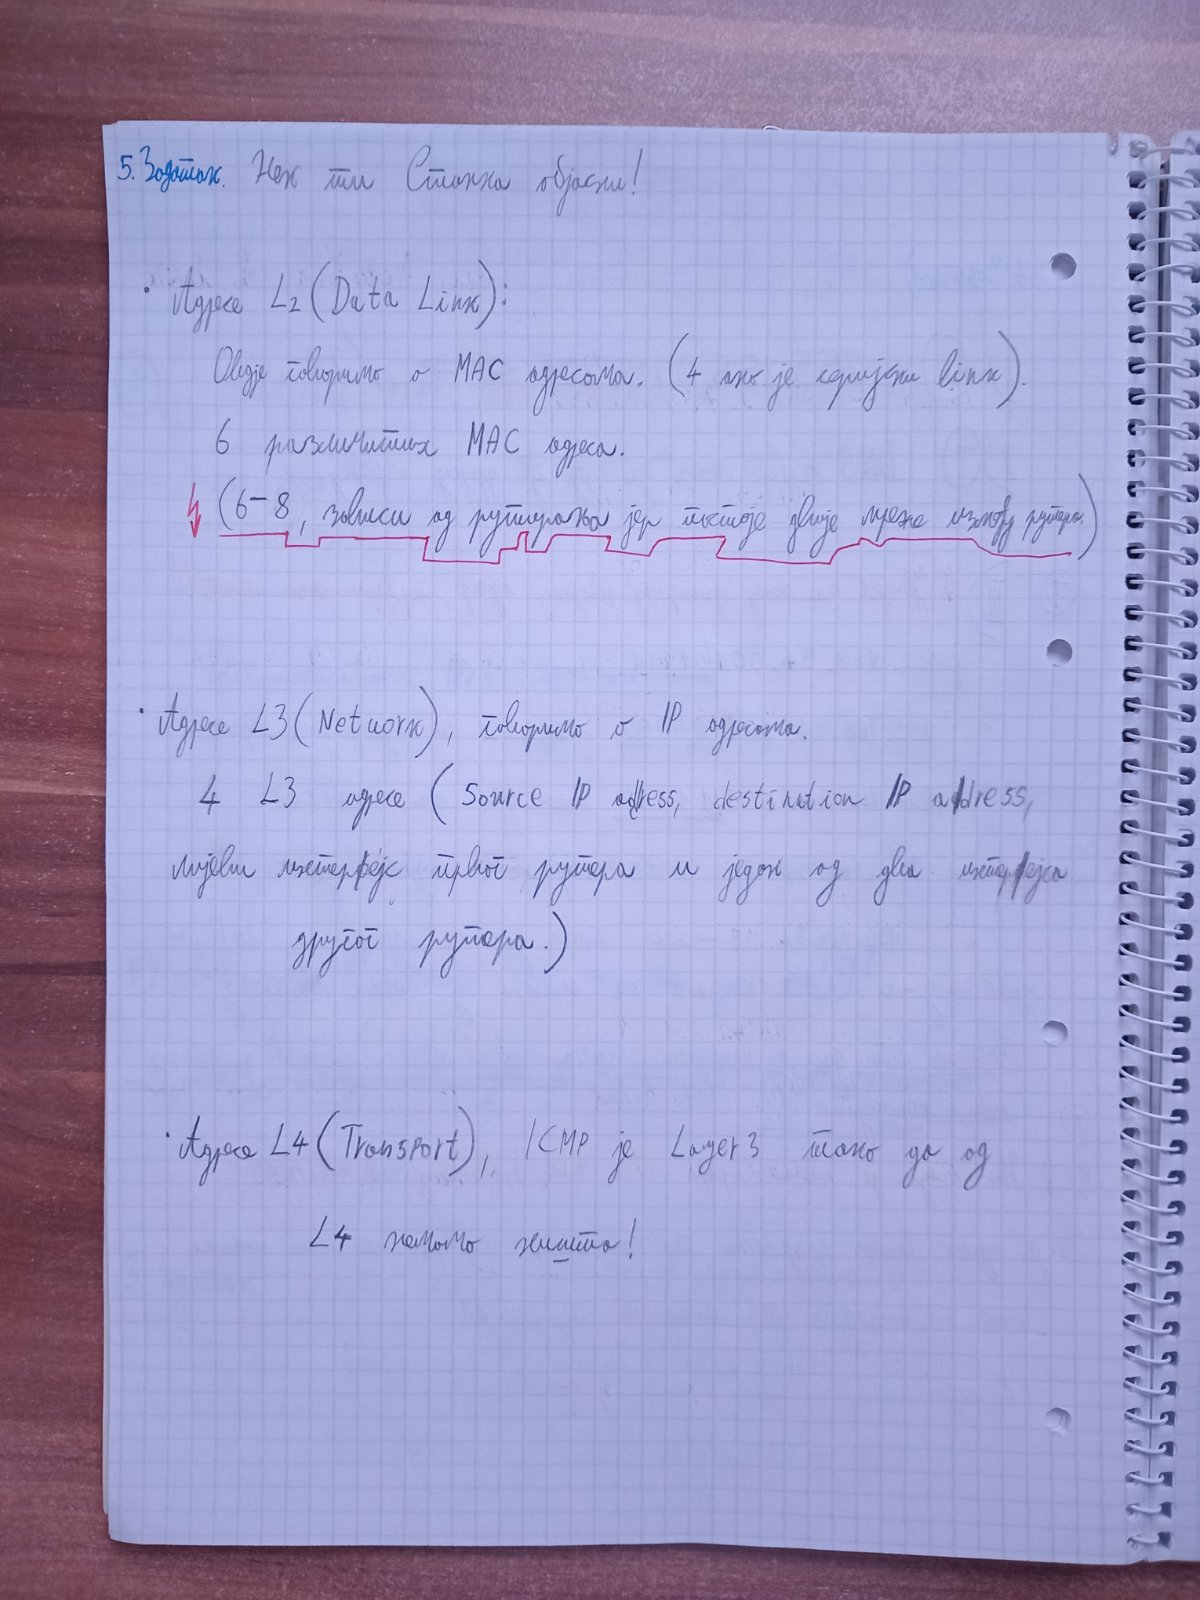 5. Задатак. Нек ти Станка објасни!
• Адресе L2 (Data Link):
Овдје говоримо о MAC адресама. (4 ако је серијски link).
6 различитих MAC адреса.
(6-8, зависи од рутирања јер постоје двије мреже између рутера.)
• Адресе L3 (Network), говоримо о IP адресама.
4 L3 адресе (Source IP address, destination IP address,
лијеви интерфејс првог рутера и један од два интерфејса
другог рутера.)
• Адресе L4 (Transport), ICMP је Layer3 тако да од
L4 немамо ништа!